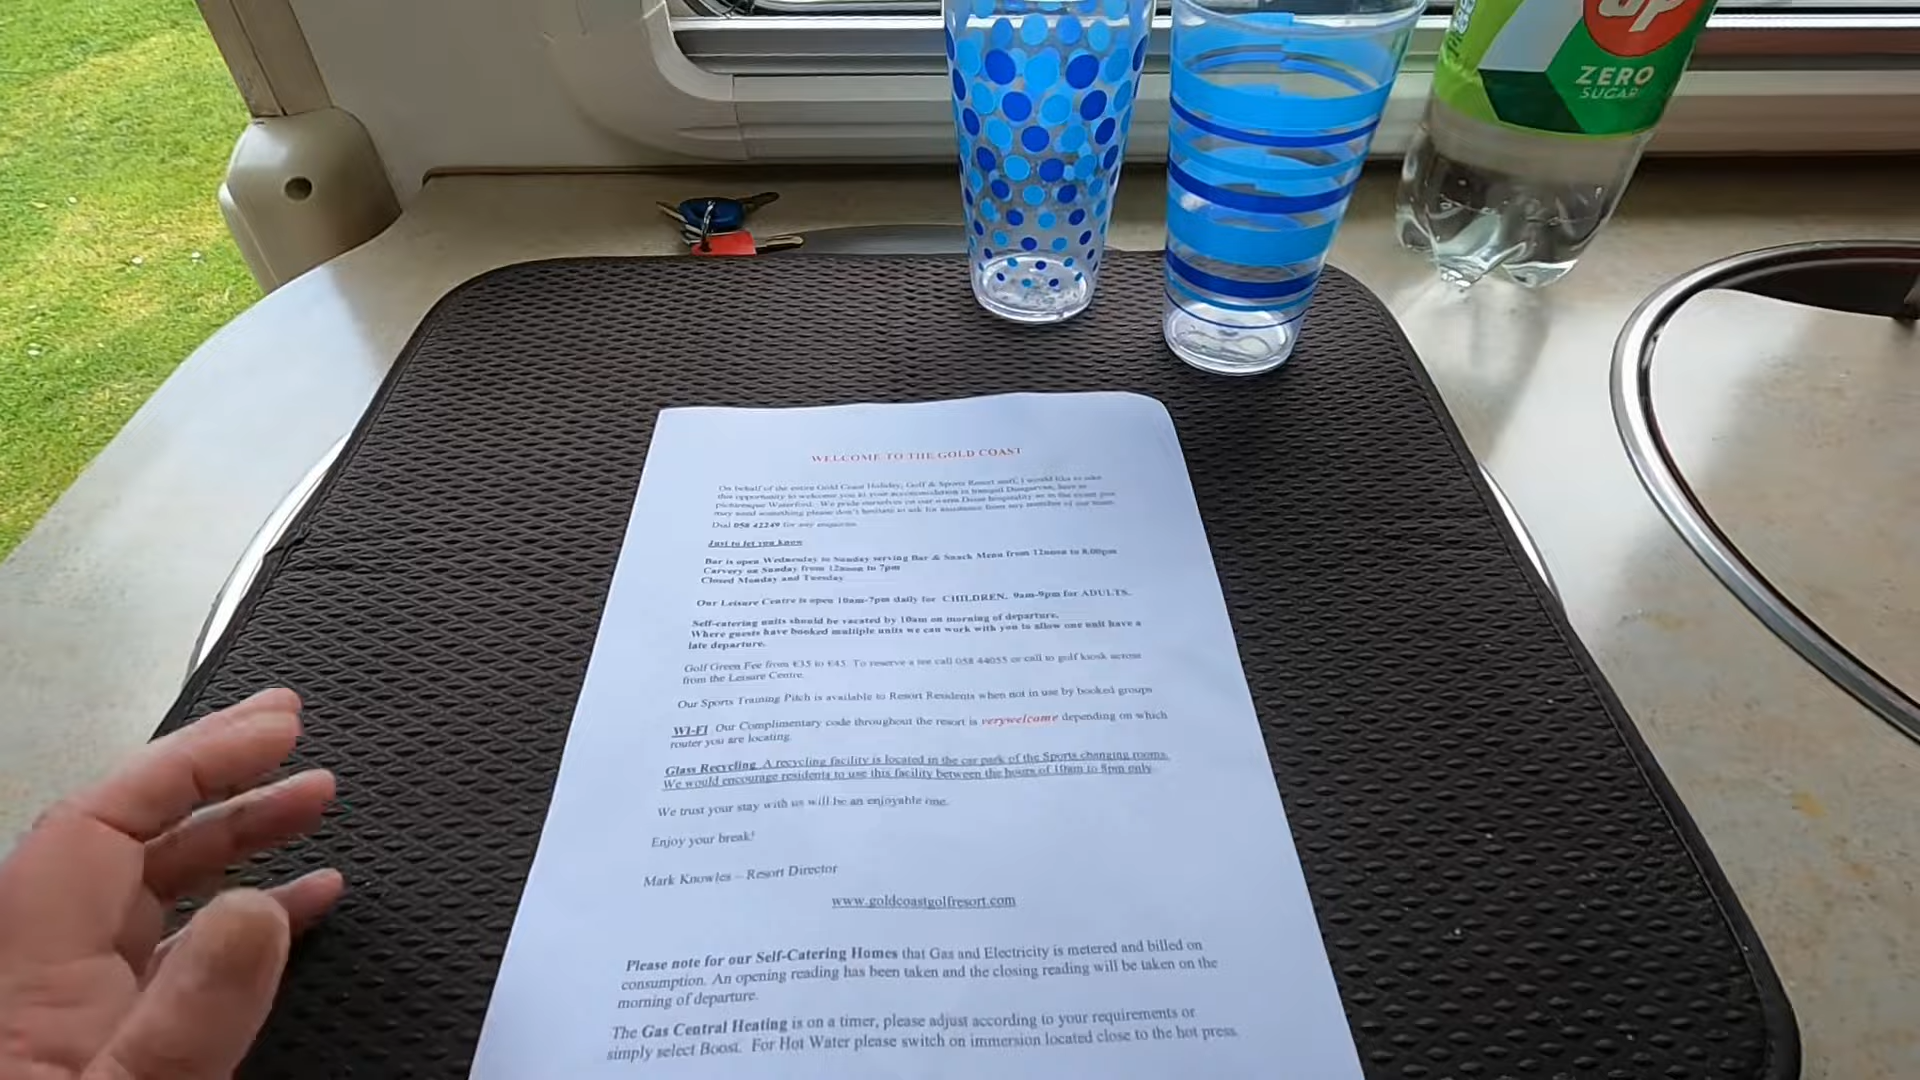 UP
ZERO
SUGAR
WELCOME TO THE GOLD COAST
On behalf of the entire Gold Coast Holiday, Golf & Sports Resort staff, I would like to take
this opportunity to welcome you to your accommodation in tranquil Dungarvan, here in
picturesque Waterford. We pride ourselves on our warm Deise hospitality so in the event you
may need something please don't hesitate to ask for assistance from any member of our team.
Dial 058 42249 for any enquiries
Just to let you know
Bar is open Wednesday to Sunday serving Bar & Snack Menu from 12noon to 8.00pm
Carvery on Sunday from 12noon to 7pm
Closed Monday and Tuesday
Our Leisure Centre is open 10am-7pm daily for CHILDREN. 9am-9pm for ADULTS.
Self-catering units should be vacated by 10am on morning of departure.
Where guests have booked multiple units we can work with you to allow one unit have a
late departure.
Golf Green Fee from €35 to €45. To reserve a tee call 058 44055 or call to golf kiosk across
from the Leisure Centre.
Our Sports Training Pitch is available to Resort Residents when not in use by booked groups
WI-FI Our Complimentary code throughout the resort is verywelcome depending on which
router you are locating.
Glass Recycling A recycling facility is located in the car park of the Sports changing rooms.
We would encourage residents to use this facility between the hours of 10am to 8pm only
We trust your stay with us will be an enjoyable one.
Enjoy your break!
Mark Knowles – Resort Director
www.goldcoastgolfresort.com
Please note for our Self-Catering Homes that Gas and Electricity is metered and billed on
consumption. An opening reading has been taken and the closing reading will be taken on the
morning of departure.
The Gas Central Heating is on a timer, please adjust according to your requirements or
simply select Boost. For Hot Water please switch on immersion located close to the hot press